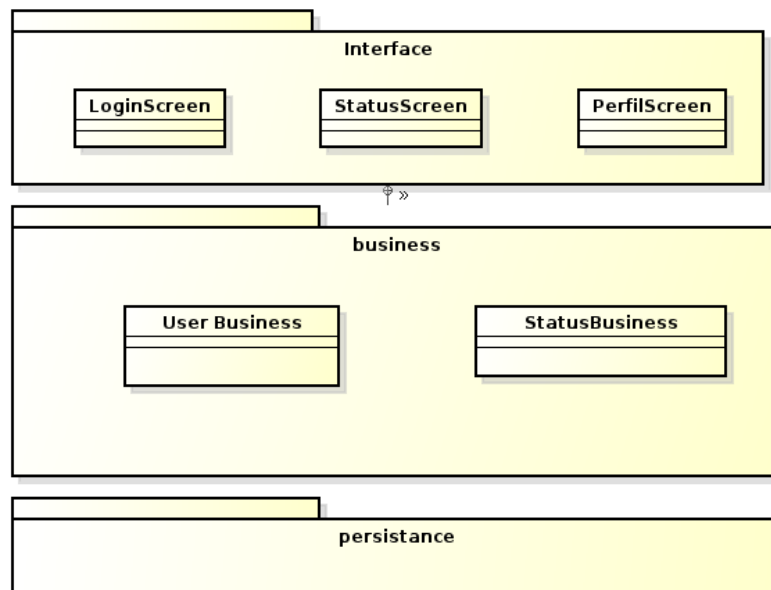 Interface
LoginScreen
StatusScreen
PerfilScreen
»
business
User Business
StatusBusiness
persistance